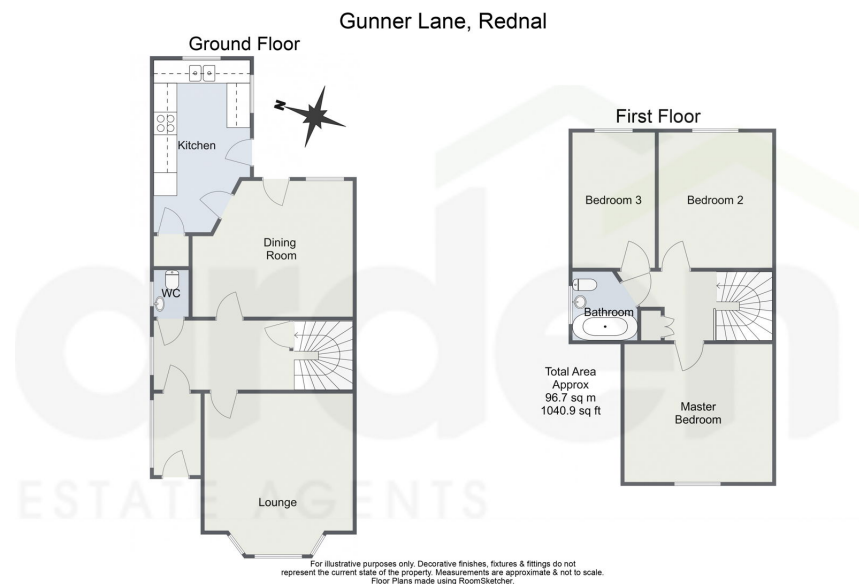 Gunner Lane, Rednal
Ground Floor
N
Kitchen
Dining
Room
WC
Lounge
First Floor
Bedroom 3
Bedroom 2
Bathroom
Total Area
Approx
96.7 sq m
1040.9 sq ft
Master
Bedroom
arden
ESTATE AGENTS
For illustrative purposes only. Decorative finishes, fixtures & fittings do not
represent the current state of the property. Measurements are approximate & not to scale.
Floor Plans made using RoomSketcher.